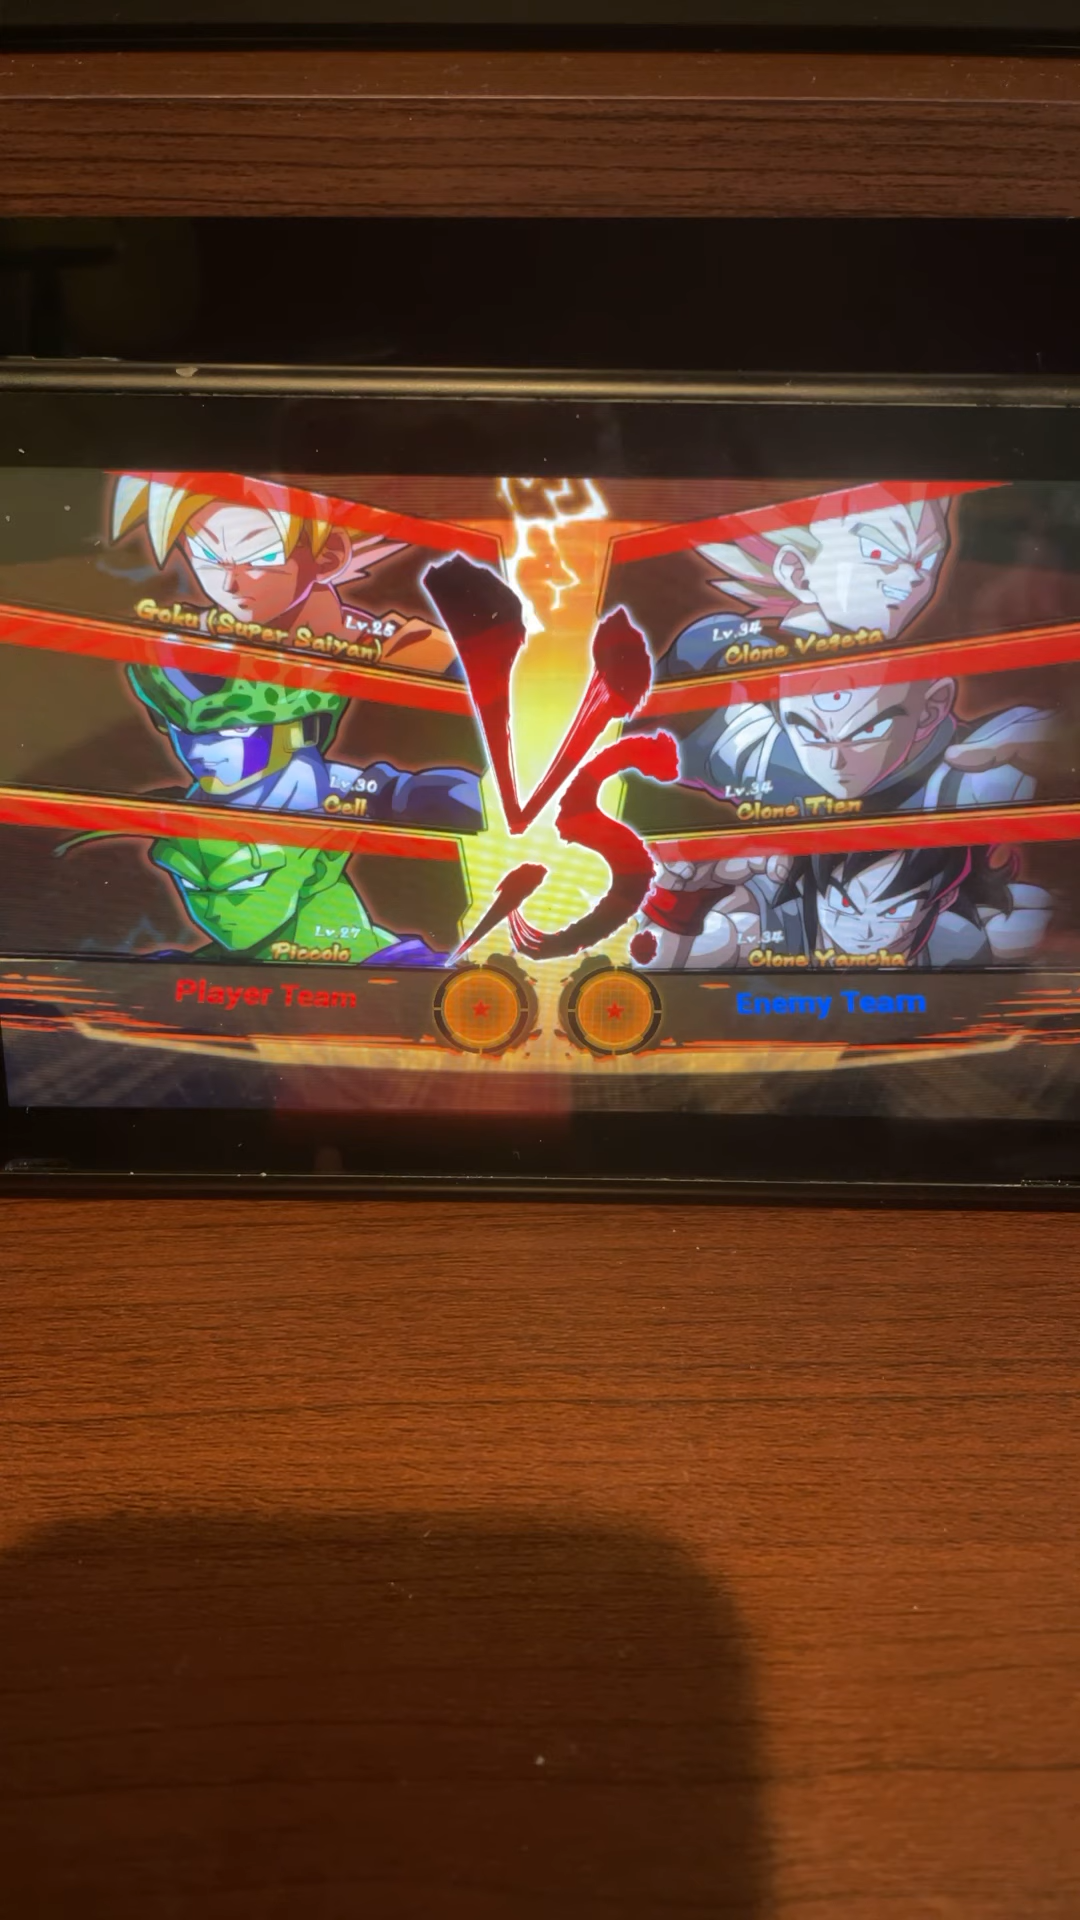 Lv.25
Goku (Super Saiyan)
Lv.34
Clone Vegeta
Lv.30
Cell
Lv.34
Clone Tien
Lv.27
Piccolo
Lv.34
Clone Yamcha
VS.
Player Team
Enemy Team